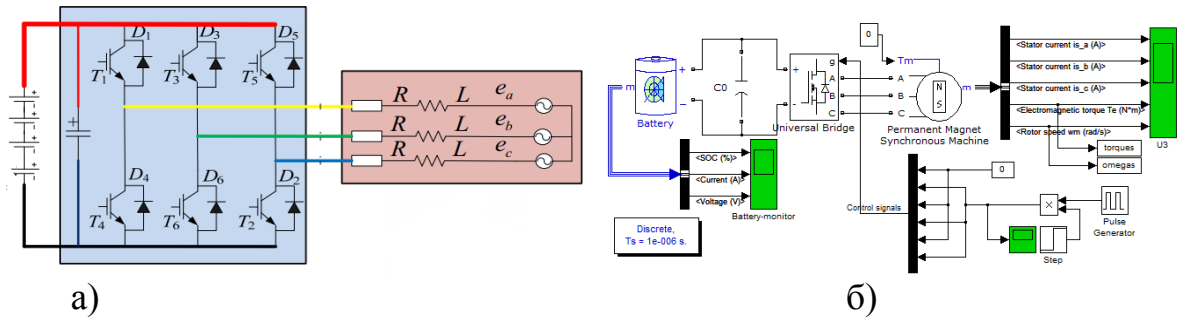 D1 D3 D5
T1 T3 T5
R L ea
R L eb
R L ec
D4 D6 D2
T4 T6 T2
а)
0
Tm
<Stator current is_a (A)>
<Stator current is_b (A)>
<Stator current is_c (A)>
<Electromagnetic torque Te (N*m)>
<Rotor speed wm (rad/s)>
U3
torques
omegas
+ C0 + g
A A
B B
C C
m
N
S
m
Battery
Universal Bridge
Permanent Magnet
Synchronous Machine
<SOC (%)>
<Current (A)>
<Voltage (V)>
Battery-monitor
Control signals
0
×
Pulse
Generator
Step
Discrete,
Ts = 1e-006 s.
б)